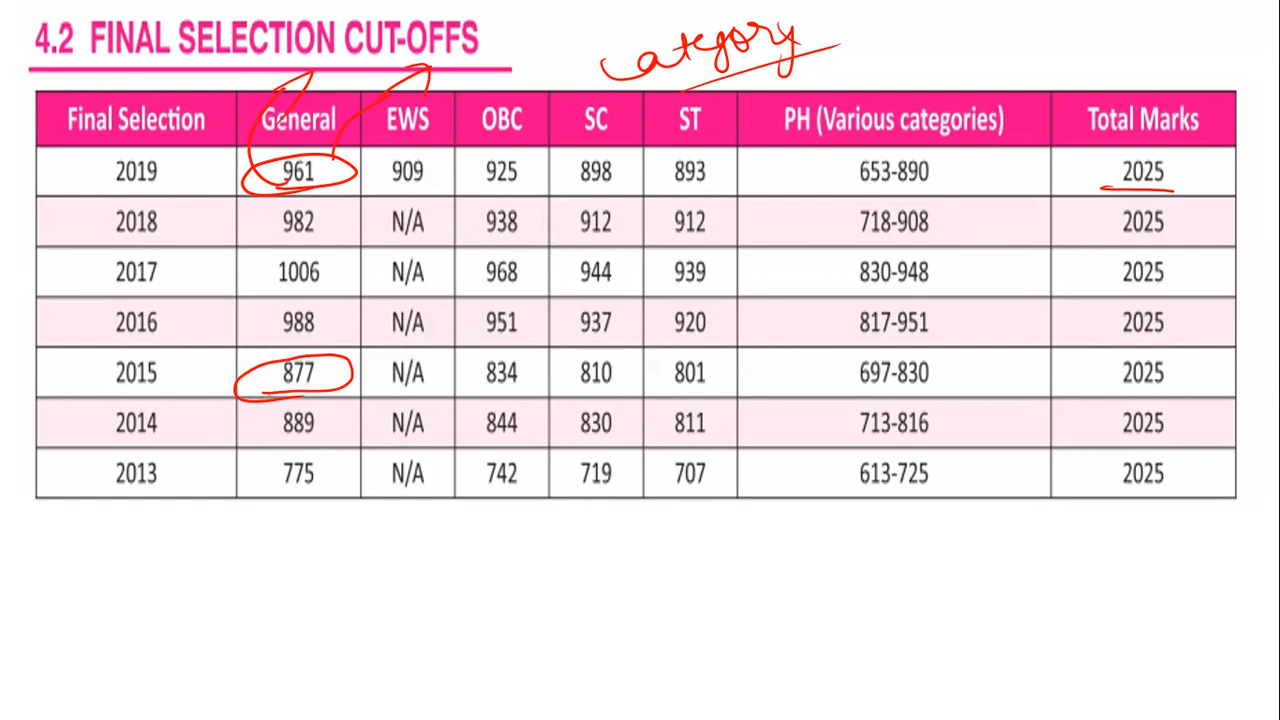 4.2 FINAL SELECTION CUT-OFFS
Category
Final Selection General EWS OBC SC ST PH (Various categories) Total Marks
2019 961 909 925 898 893 653-890 2025
2018 982 N/A 938 912 912 718-908 2025
2017 1006 N/A 968 944 939 830-948 2025
2016 988 N/A 951 937 920 817-951 2025
2015 877 N/A 834 810 801 697-830 2025
2014 889 N/A 844 830 811 713-816 2025
2013 775 N/A 742 719 707 613-725 2025